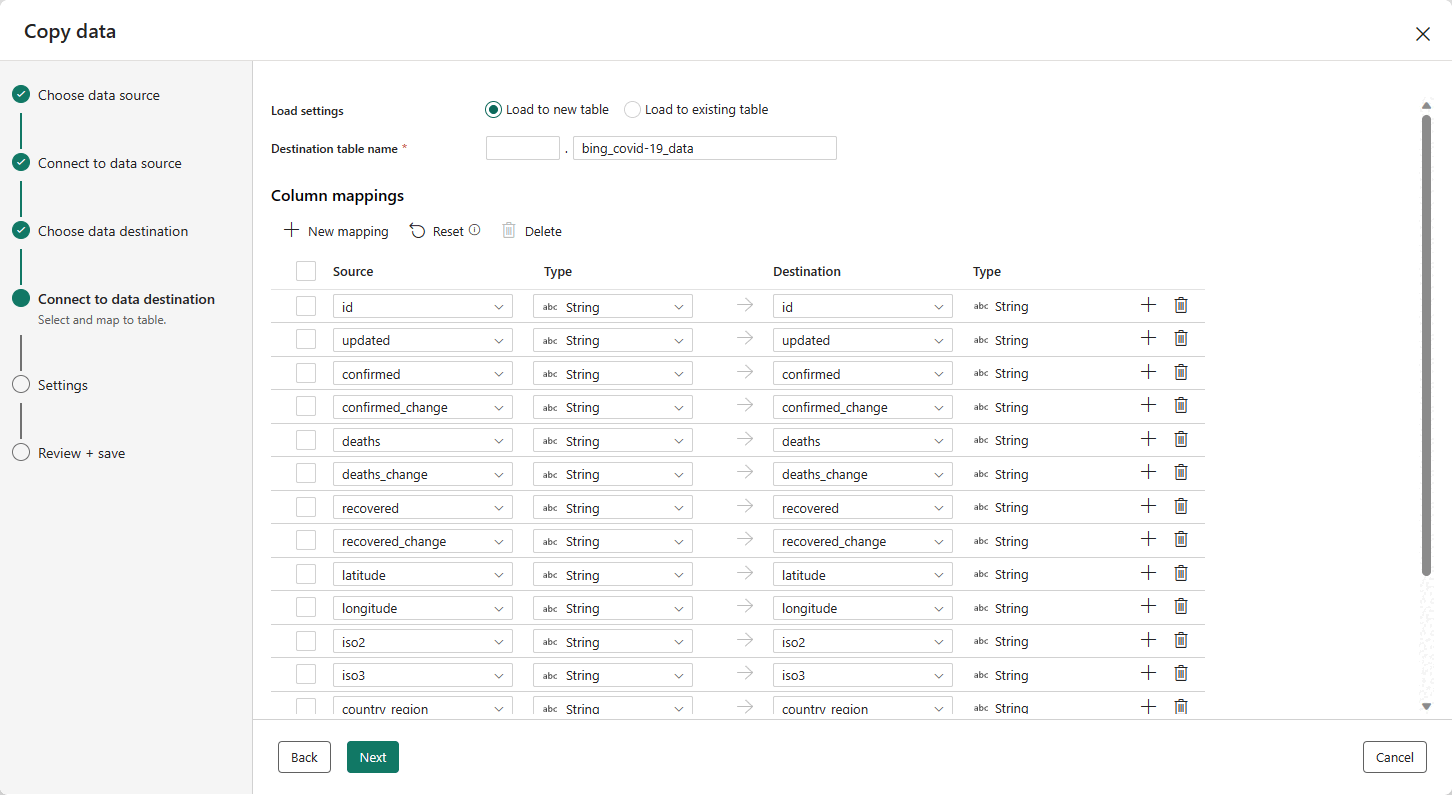 Copy data
Choose data source
Connect to data source
Choose data destination
Connect to data destination
Select and map to table.
Settings
Review + save
Load settings
Load to new table Load to existing table
Destination table name * . bing_covid-19_data
Column mappings
New mapping Reset Delete
Source Type Destination Type
id abc String id abc String
updated abc String updated abc String
confirmed abc String confirmed abc String
confirmed_change abc String confirmed_change abc String
deaths abc String deaths abc String
deaths_change abc String deaths_change abc String
recovered abc String recovered abc String
recovered_change abc String recovered_change abc String
latitude abc String latitude abc String
longitude abc String longitude abc String
iso2 abc String iso2 abc String
iso3 abc String iso3 abc String
country_region abc String country_region abc String
Back Next Cancel